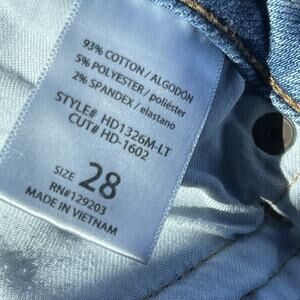 93% COTTON / ALGODÓN
5% POLYESTER / poliéster
2% SPANDEX / elastano
STYLE# HD1326M-LT
CUT# HD-1602
SIZE 28
RN#129203
MADE IN VIETNAM